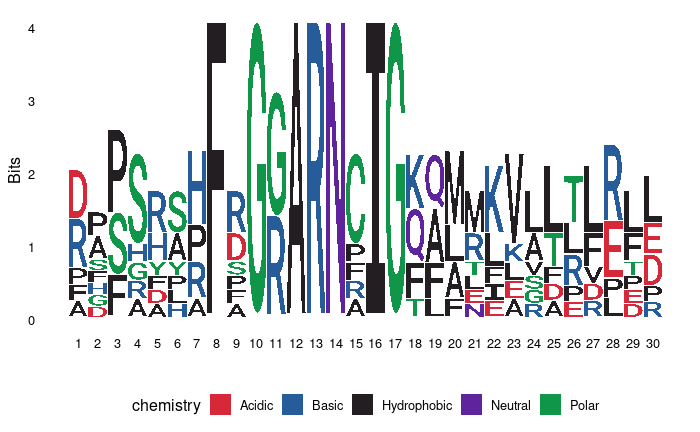 4
3
Bits
2
1
0
D R P F A
P A S F H G D
P S F
S H G R A
R H Y F D A
S A Y P L H
H P R A
F
R D S P F A
G
G R
A
R
N
C P F R A
I
G
K Q F T
Q A F L
M L A F
M R T L E N
K L F I E
V K L E A
L A V S G R
L T F D A
T L R P E
L F V D R
R E P L
L F T E D
L E D P R
1 2 3 4 5 6 7 8 9 10 11 12 13 14 15 16 17 18 19 20 21 22 23 24 25 26 27 28 29 30
chemistry Acidic Basic Hydrophobic Neutral Polar